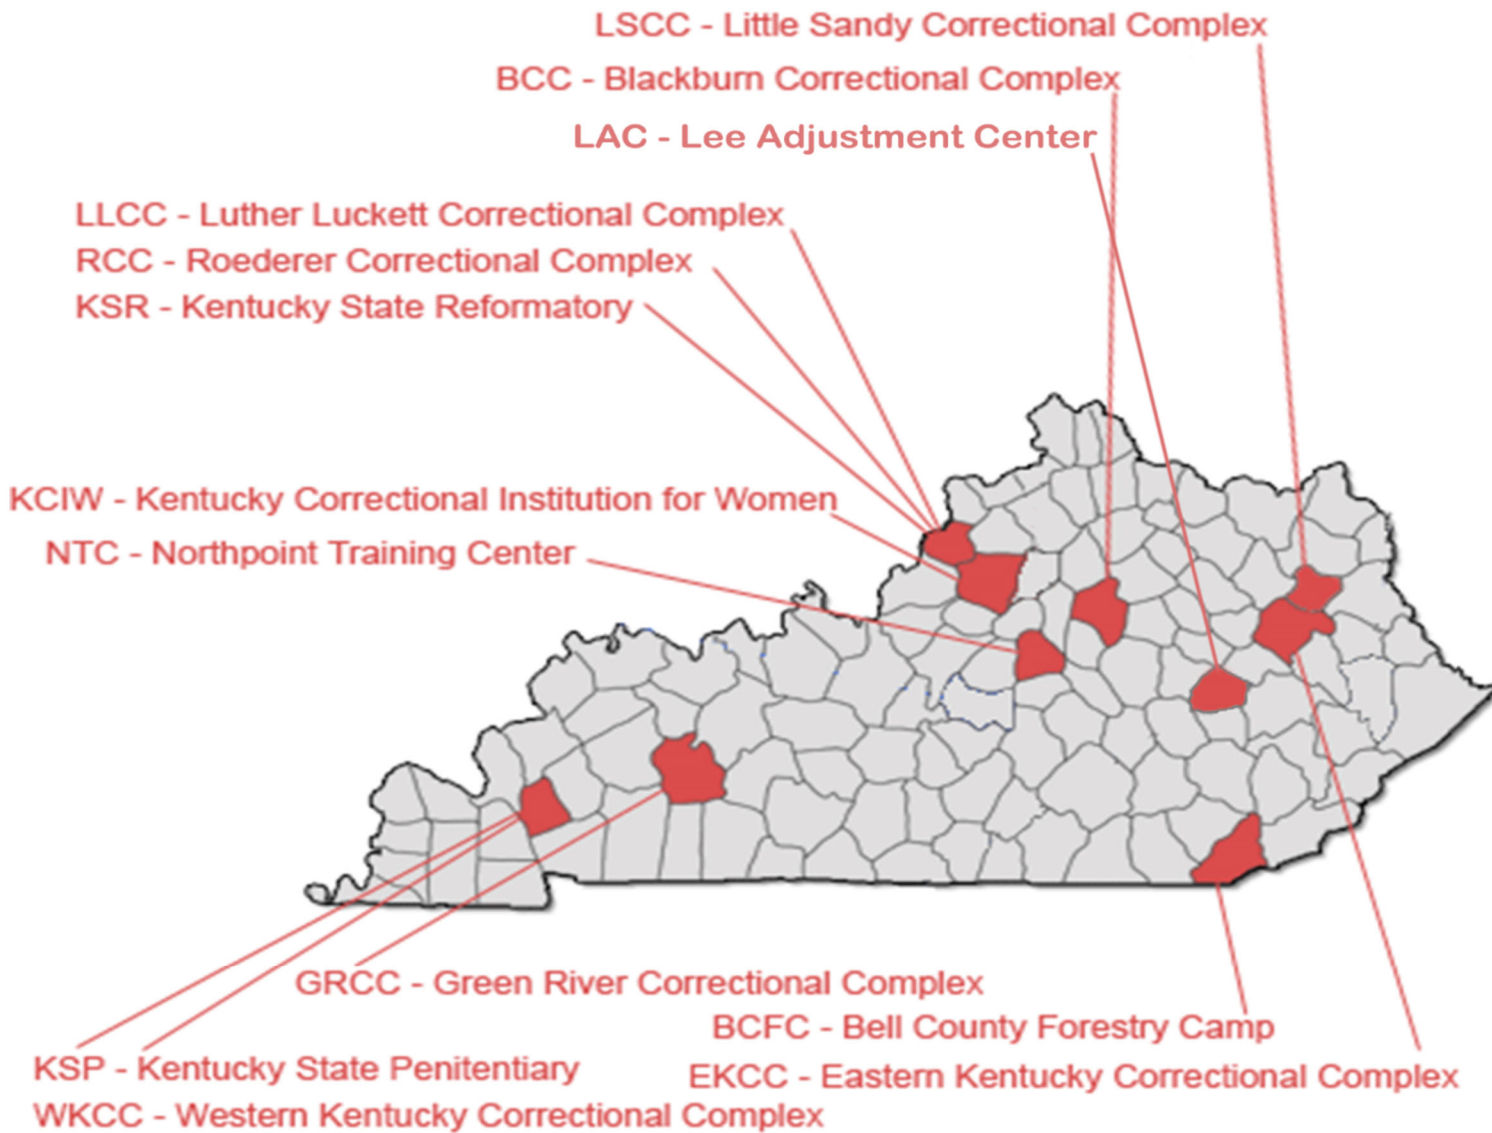 LSCC - Little Sandy Correctional Complex
BCC - Blackburn Correctional Complex
LAC - Lee Adjustment Center
LLCC - Luther Luckett Correctional Complex
RCC - Roederer Correctional Complex
KSR - Kentucky State Reformatory
KCIW - Kentucky Correctional Institution for Women
NTC - Northpoint Training Center
GRCC - Green River Correctional Complex
BCFC - Bell County Forestry Camp
KSP - Kentucky State Penitentiary
EKCC - Eastern Kentucky Correctional Complex
WKCC - Western Kentucky Correctional Complex